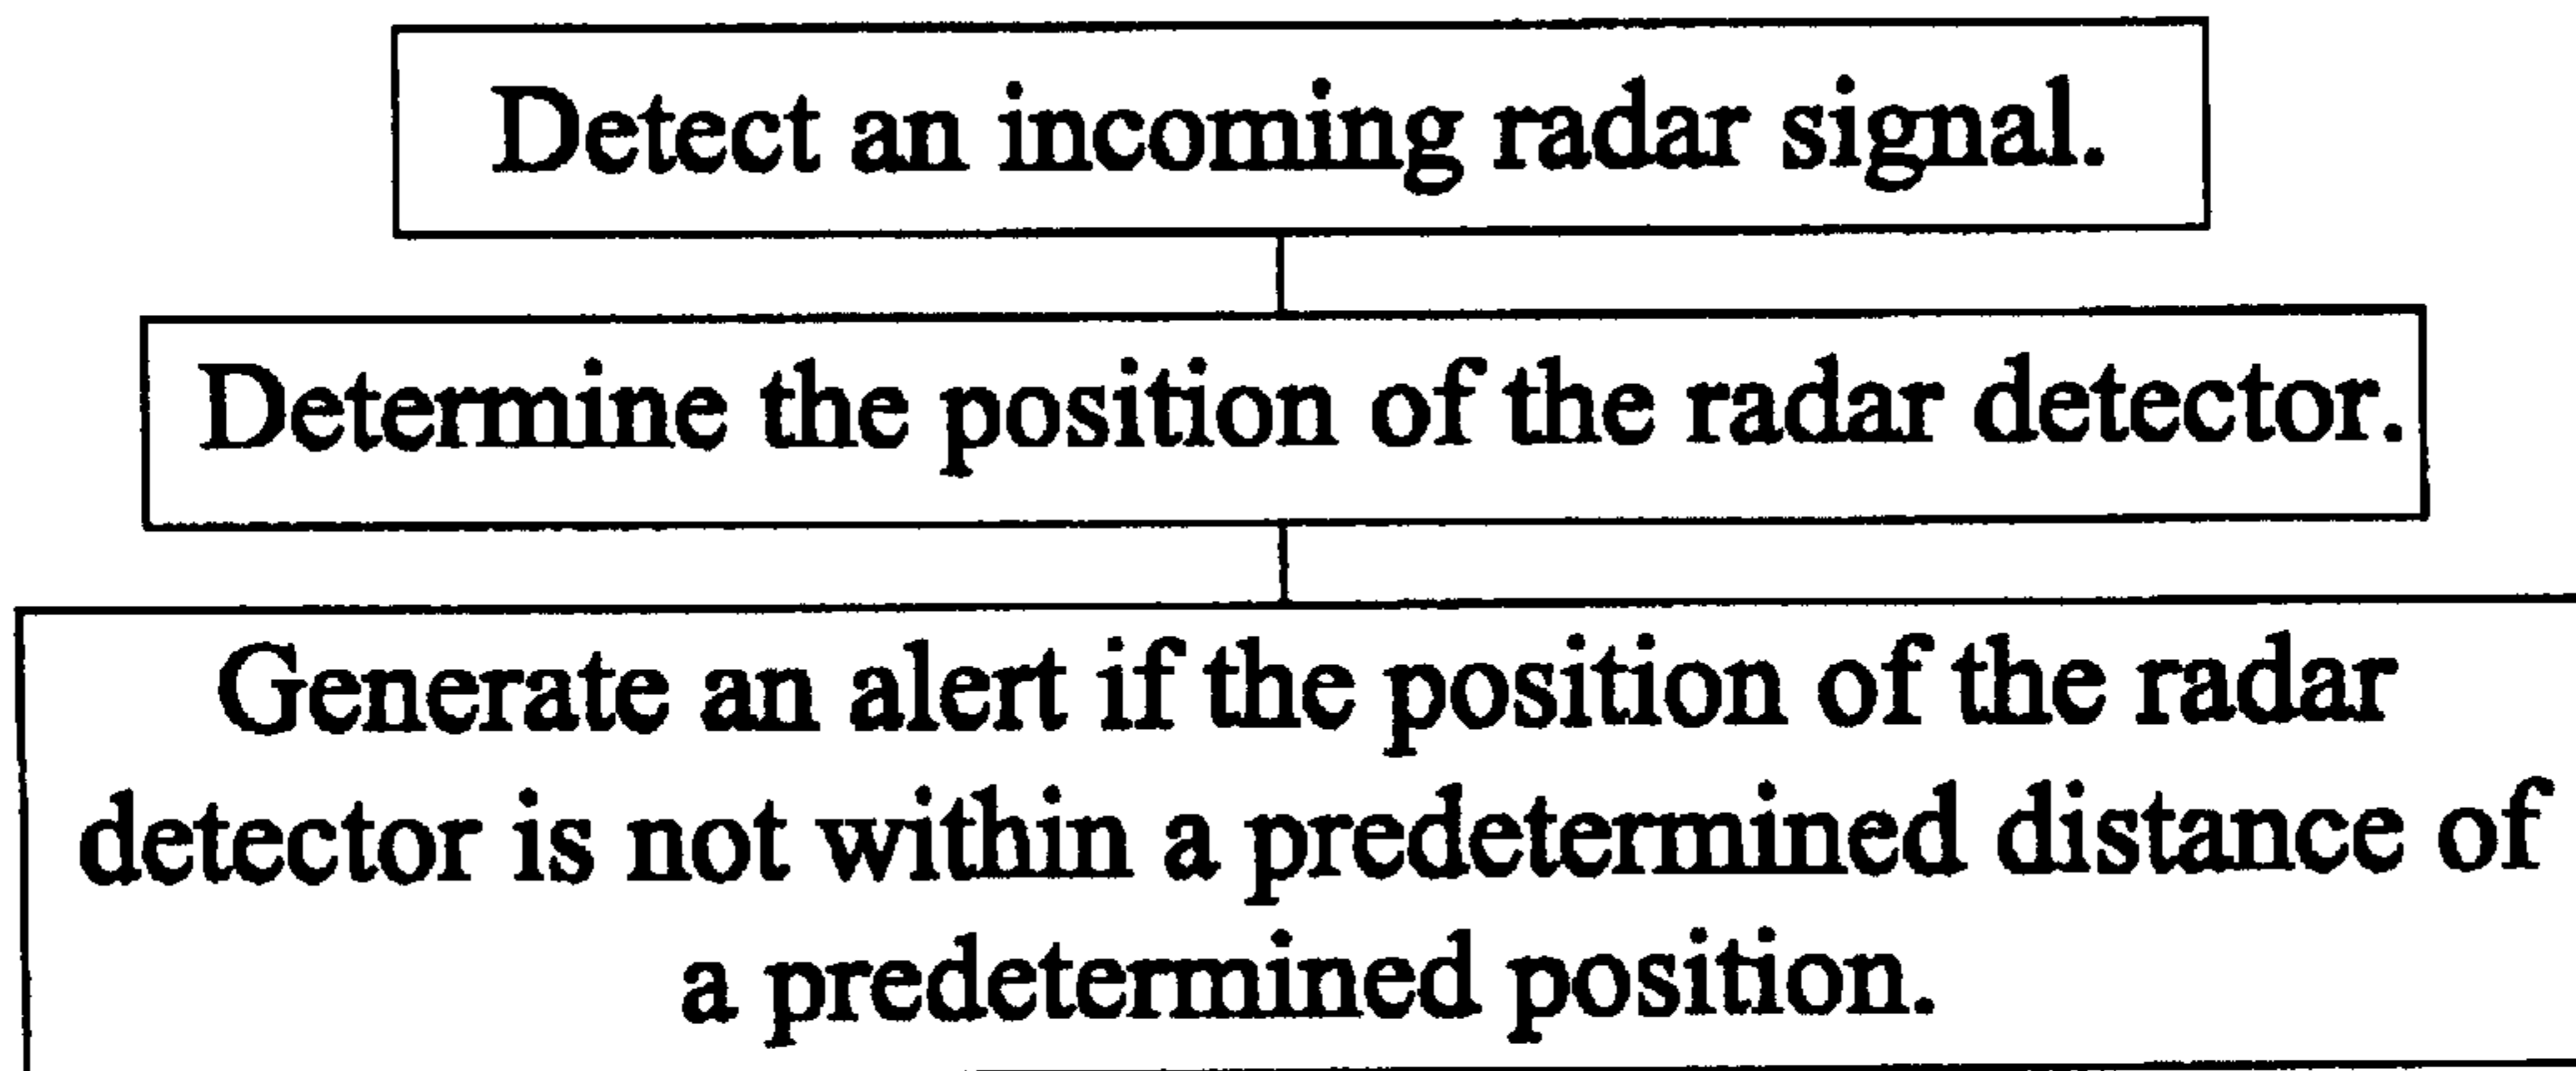 Detect an incoming radar signal.
Determine the position of the radar detector.
Generate an alert if the position of the radar
detector is not within a predetermined distance of
a predetermined position.